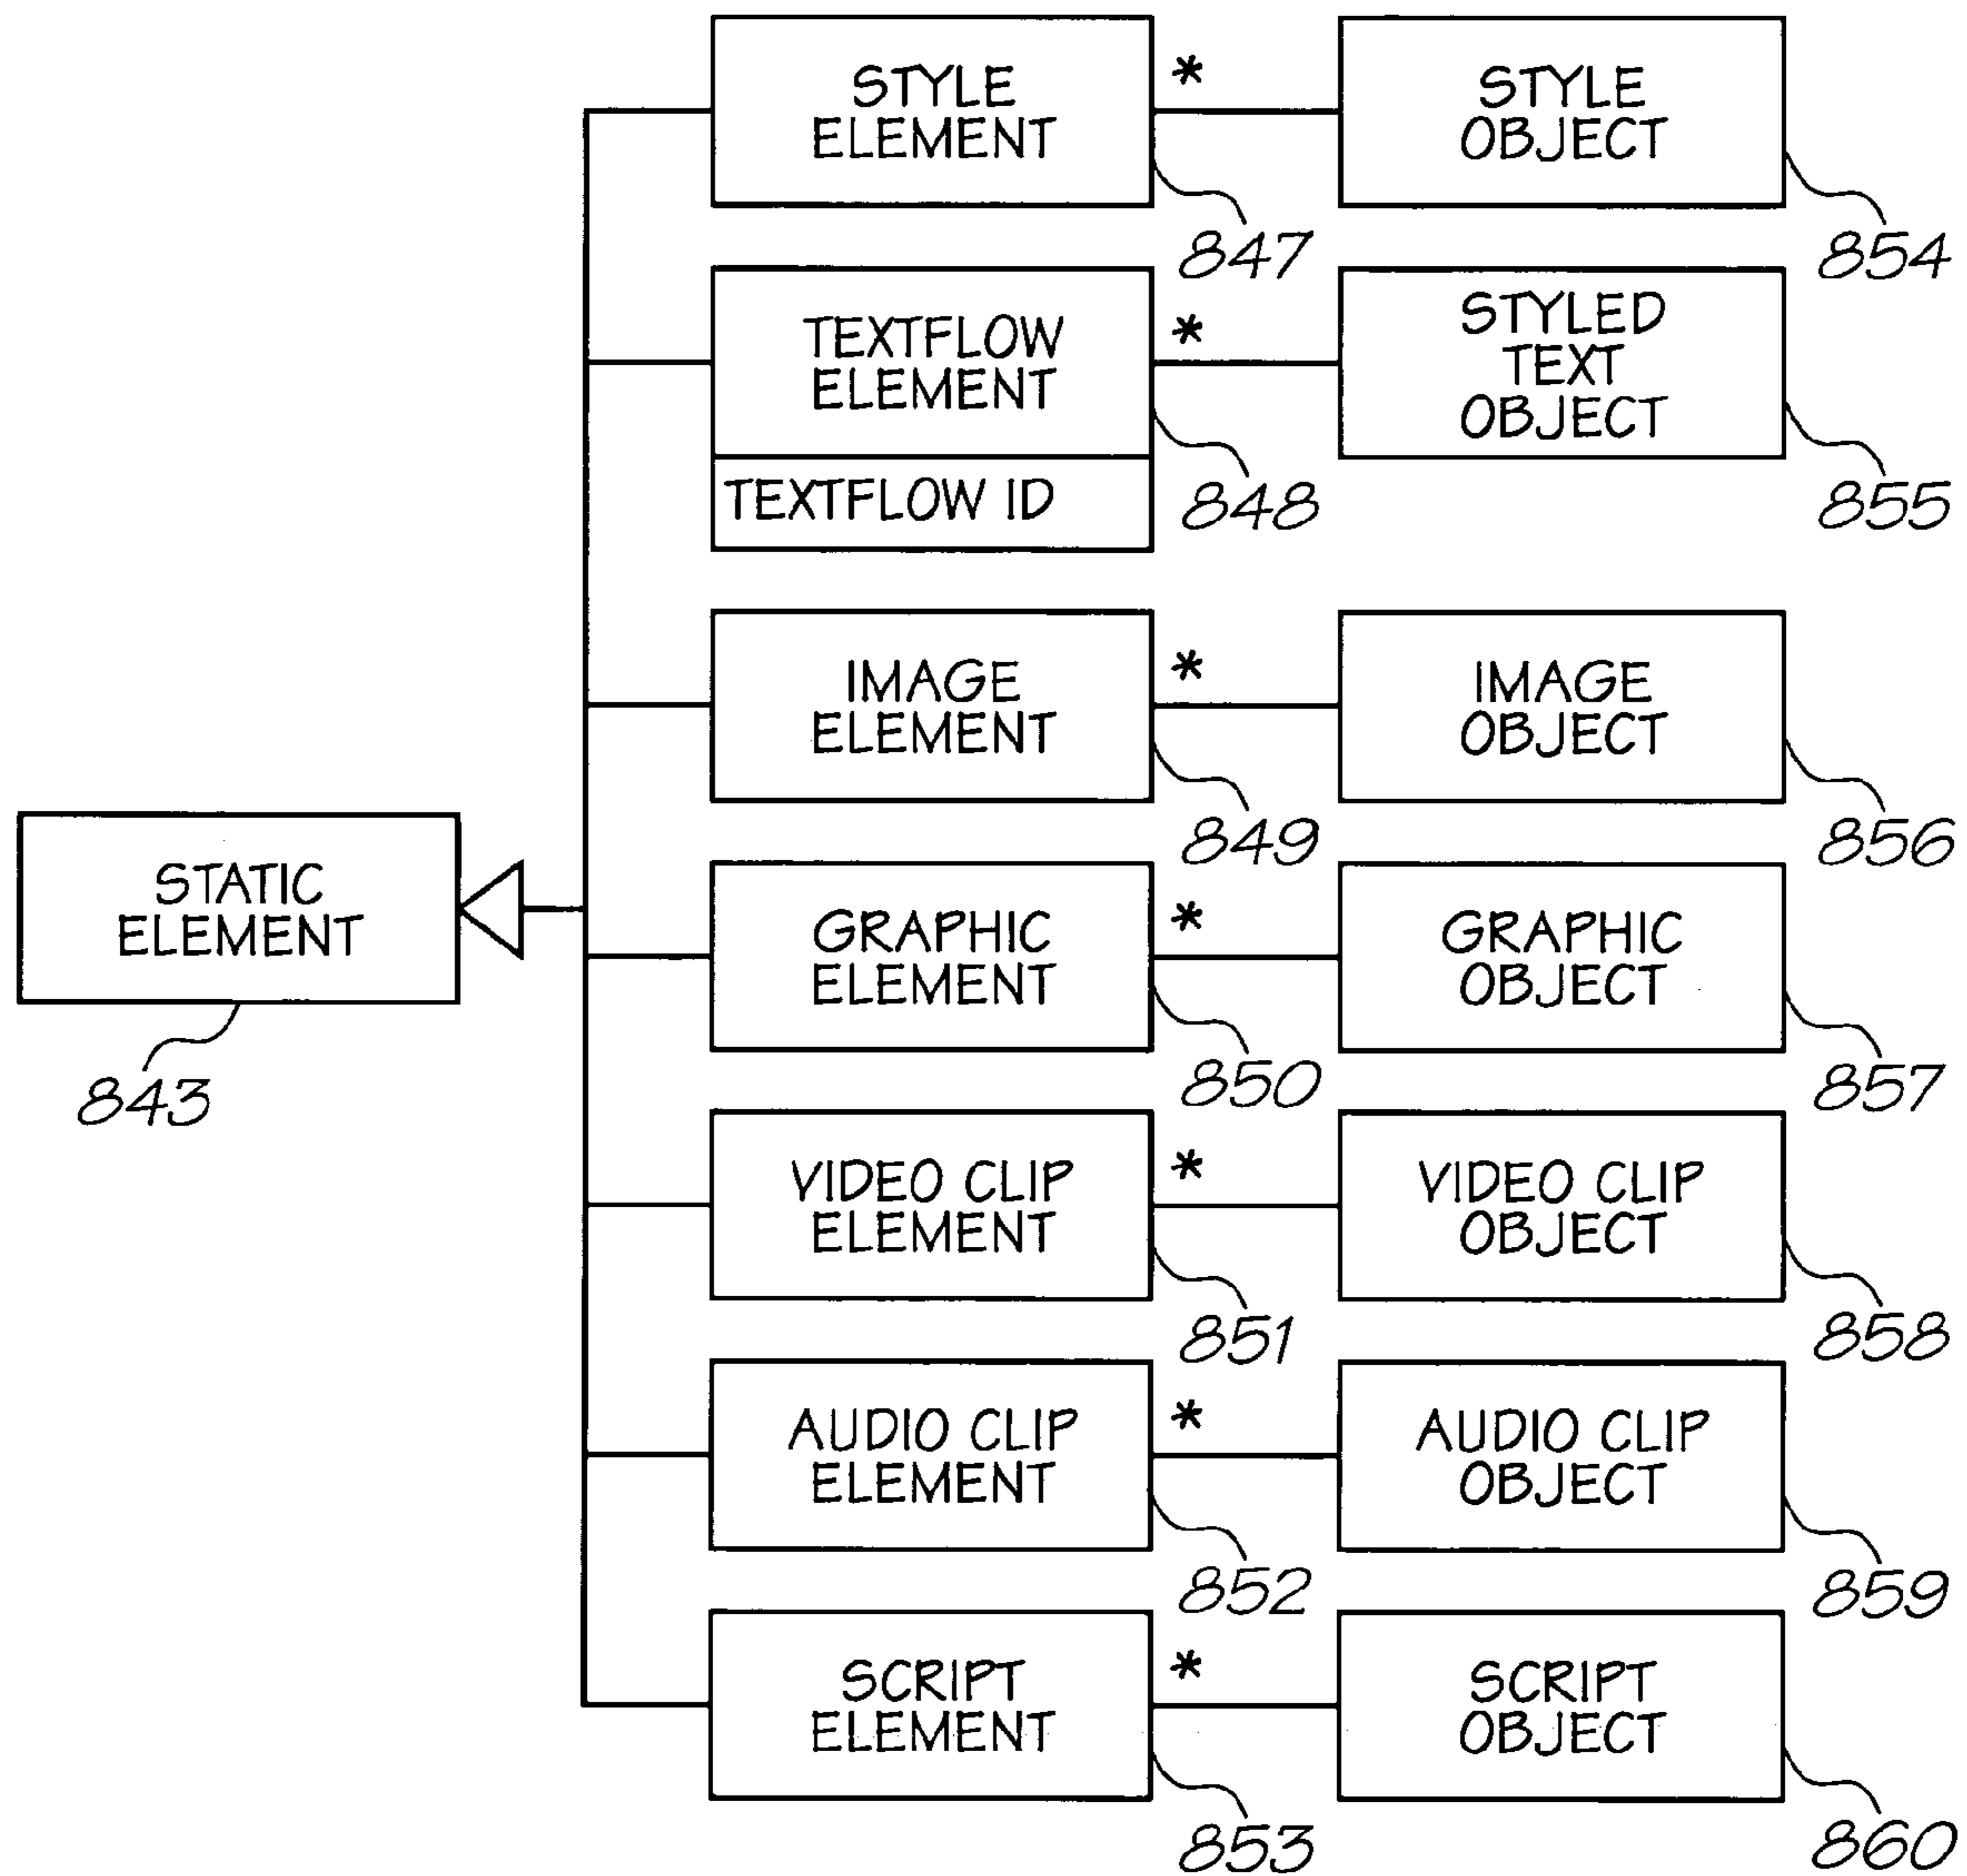 STYLE
ELEMENT
*
STYLE
OBJECT
847
854
TEXTFLOW
ELEMENT
TEXTFLOW ID
*
STYLED
TEXT
OBJECT
848
855
IMAGE
ELEMENT
*
IMAGE
OBJECT
849
856
STATIC
ELEMENT
843
GRAPHIC
ELEMENT
*
GRAPHIC
OBJECT
850
857
VIDEO CLIP
ELEMENT
*
VIDEO CLIP
OBJECT
851
858
AUDIO CLIP
ELEMENT
*
AUDIO CLIP
OBJECT
852
859
SCRIPT
ELEMENT
*
SCRIPT
OBJECT
853
860